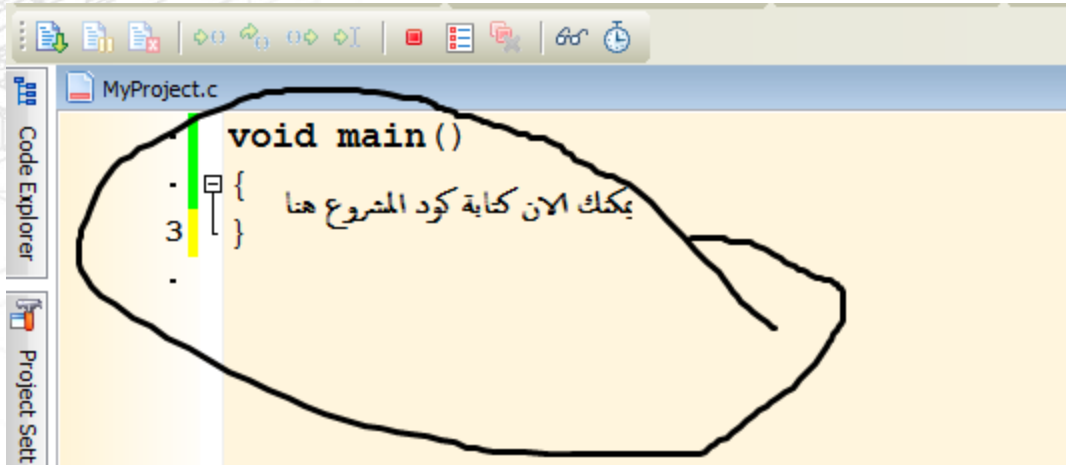 MyProject.c
Code Explorer
void main()
{
يمكنك الان كتابة كود المشروع هنا
3 }
Project Sett